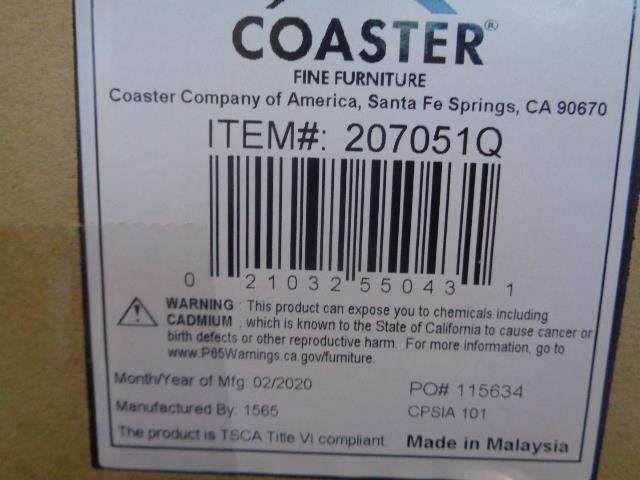 COASTER®
FINE FURNITURE
Coaster Company of America, Santa Fe Springs, CA 90670
ITEM#: 207051Q
0 21032 55043 1
WARNING : This product can expose you to chemicals including
CADMIUM , which is known to the State of California to cause cancer or
birth defects or other reproductive harm. For more information, go to
www.P65Warnings.ca.gov/furniture.
Month/Year of Mfg: 02/2020 PO# 115634
Manufactured By: 1565 CPSIA 101
The product is TSCA Title VI compliant. Made in Malaysia